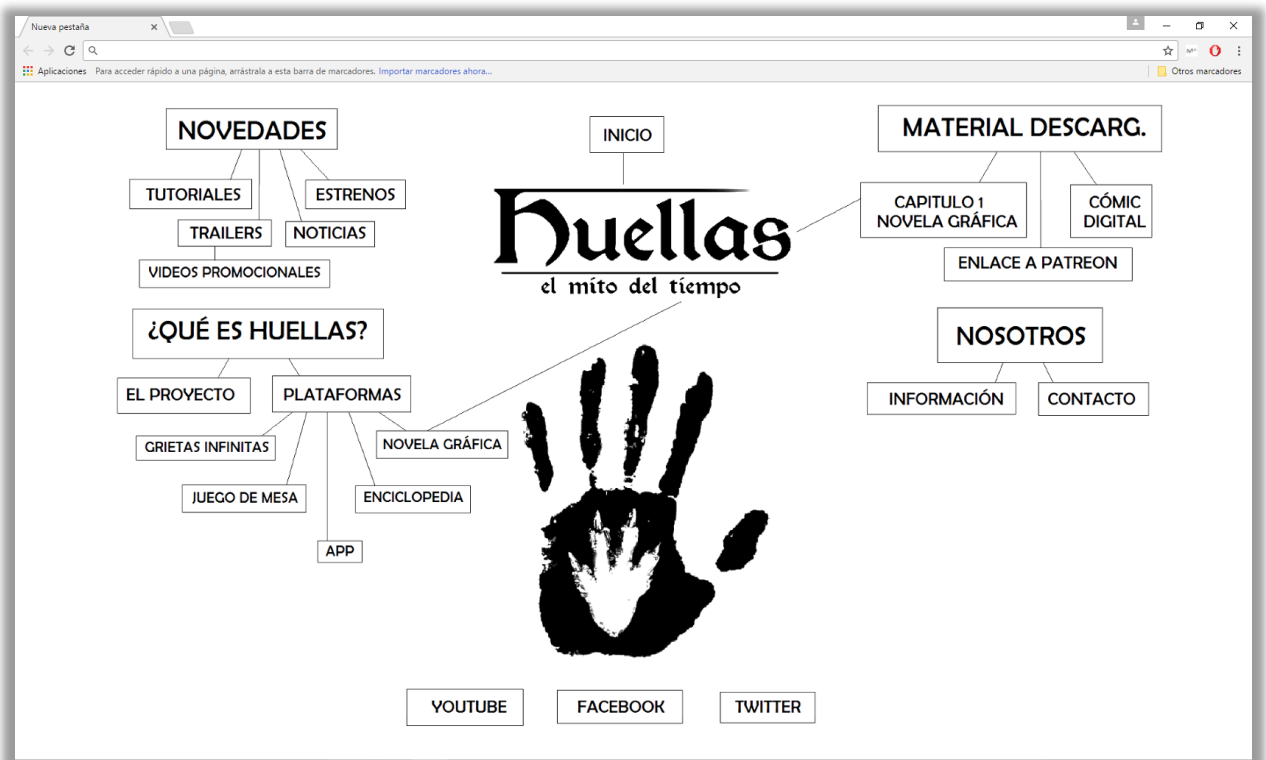 Nueva pestaña
Aplicaciones Para acceder rápido a una página, arrástrala a esta barra de marcadores. Importar marcadores ahora...
Otros marcadores
NOVEDADES
TUTORIALES
ESTRENOS
TRAILERS
NOTICIAS
VIDEOS PROMOCIONALES
¿QUÉ ES HUELLAS?
EL PROYECTO
PLATAFORMAS
GRIETAS INFINITAS
NOVELA GRÁFICA
JUEGO DE MESA
ENCICLOPEDIA
APP
INICIO
Huellas
el mito del tiempo
MATERIAL DESCARG.
CAPITULO 1
NOVELA GRÁFICA
CÓMIC
DIGITAL
ENLACE A PATREON
NOSOTROS
INFORMACIÓN
CONTACTO
YOUTUBE
FACEBOOK
TWITTER